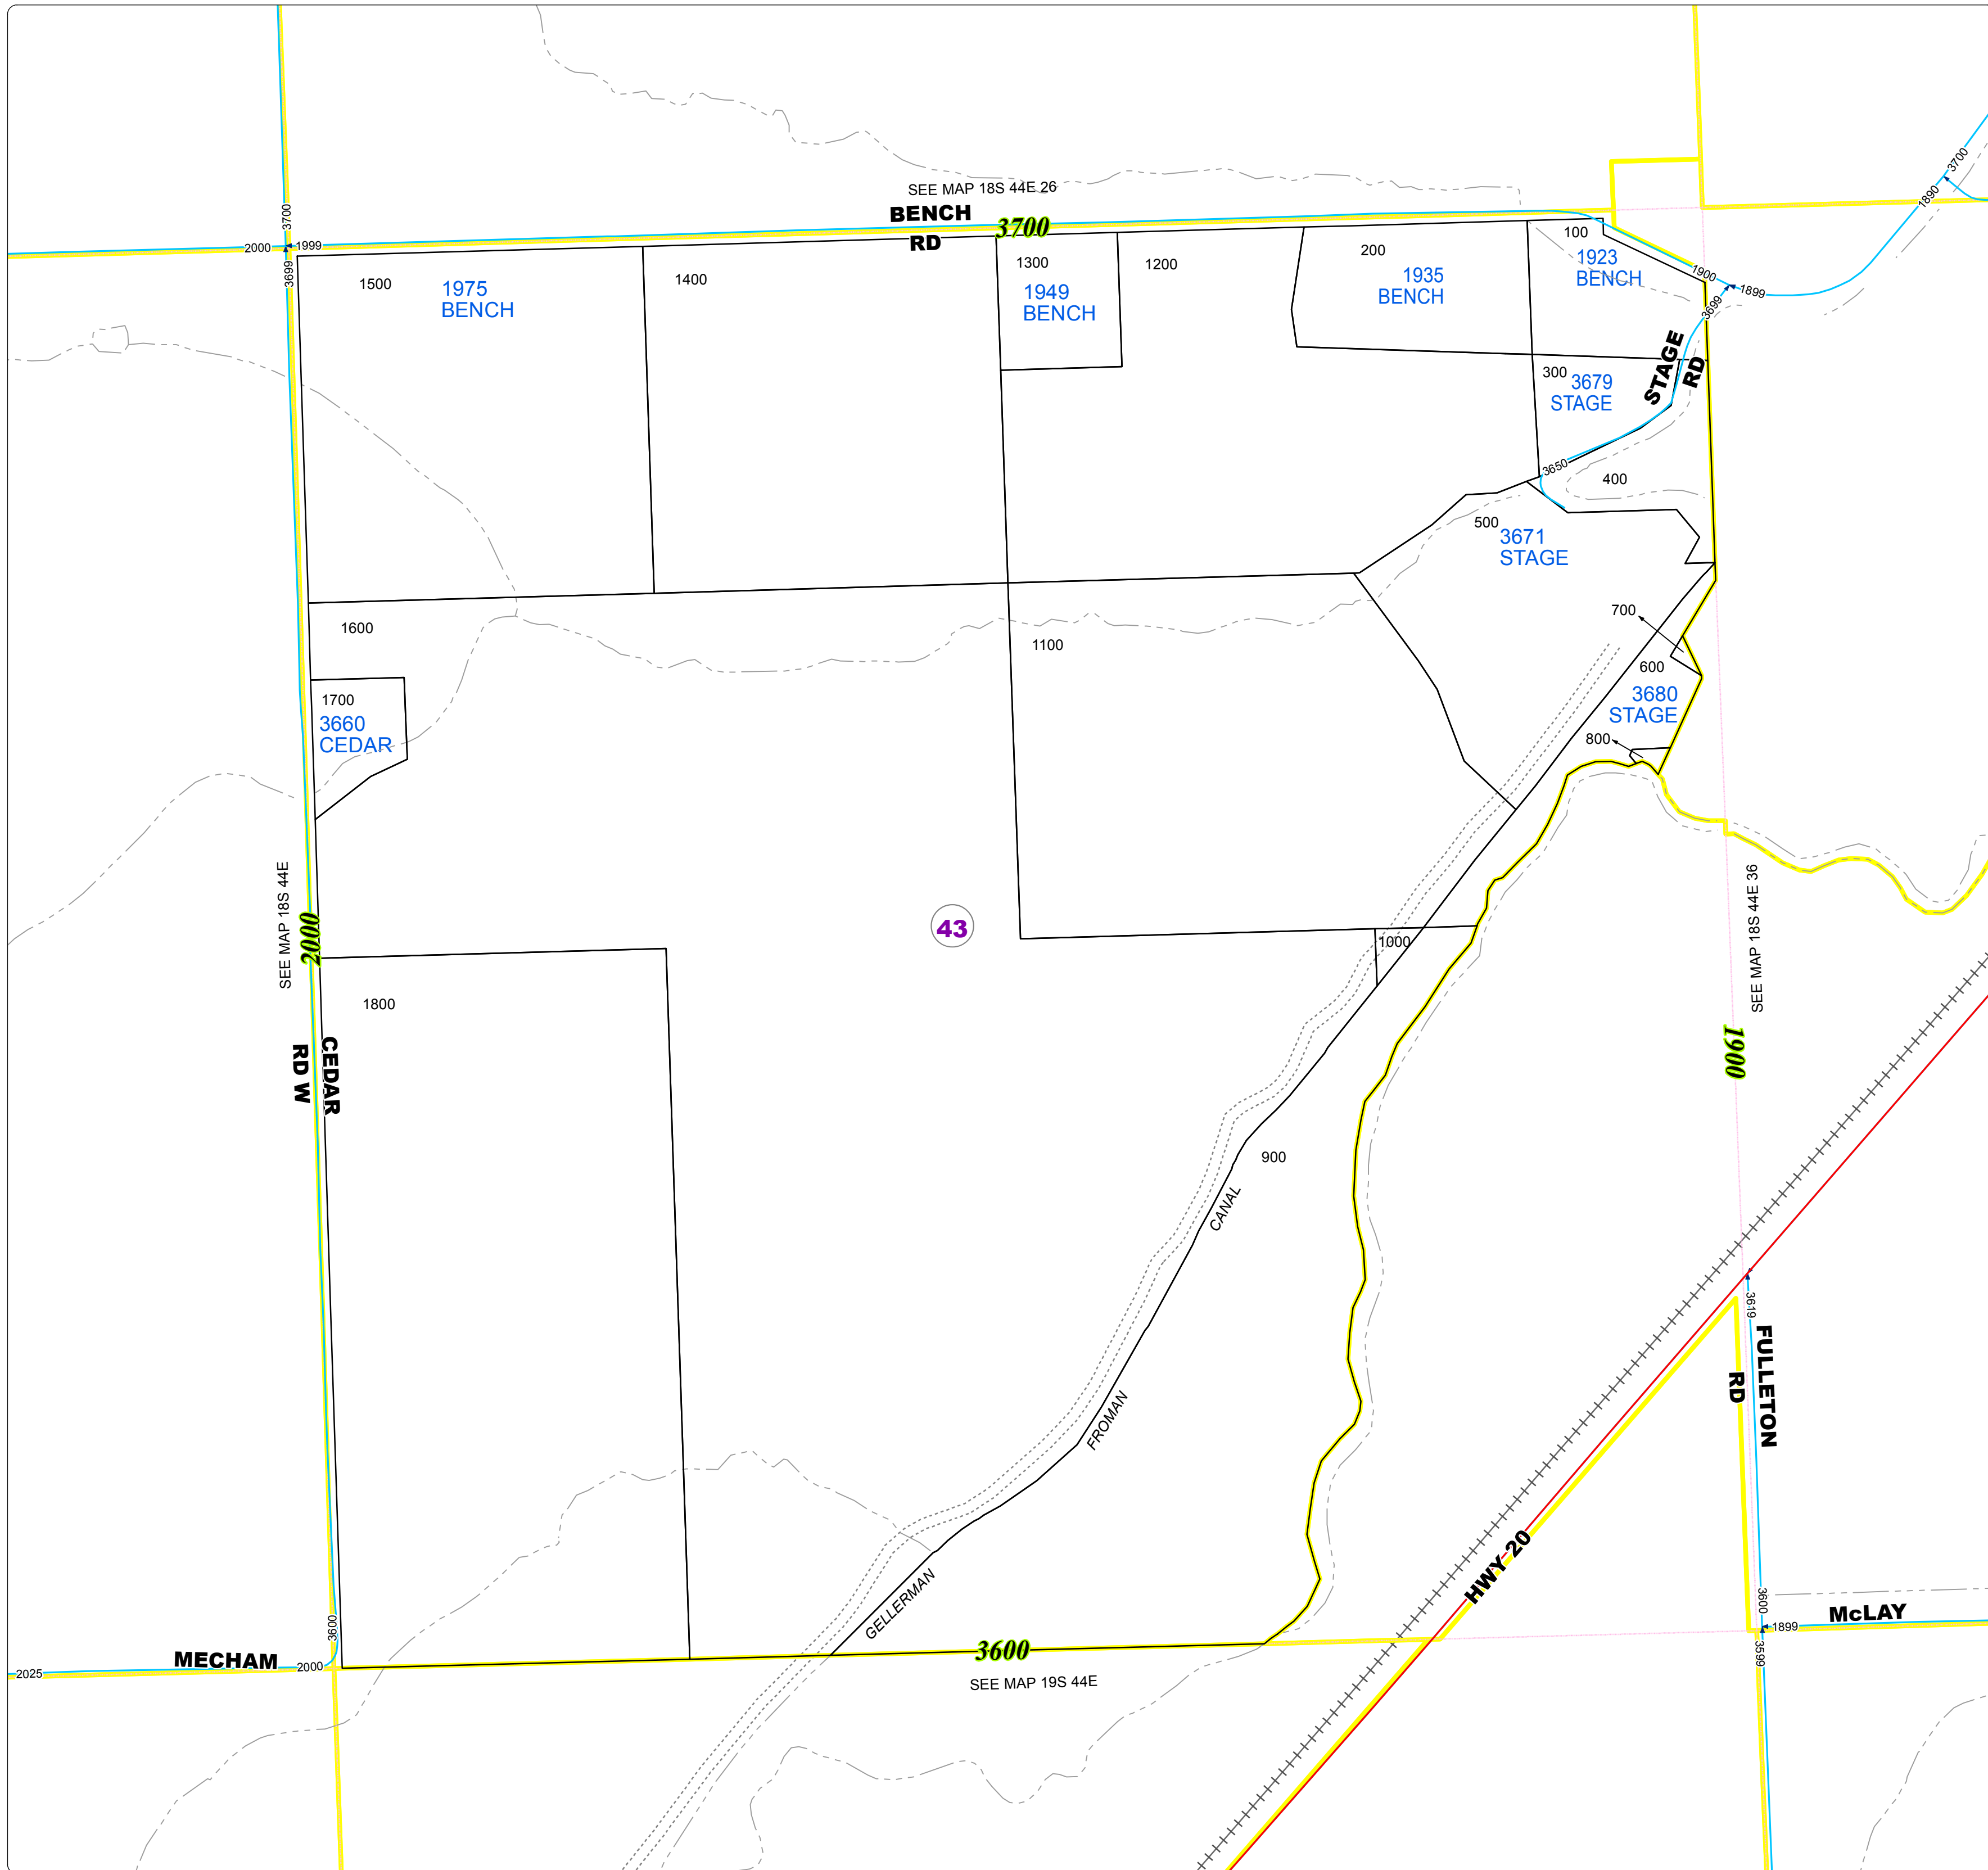 3700
1890
SEE MAP 18S 44E 26
BENCH
RD
3700
3700
2000
1999
3699
100
1923
BENCH
200
1935
BENCH
1300
1949
BENCH
1200
1400
1500
1975
BENCH
1900
1899
3699
STAGE
RD
300
3679
STAGE
3650
400
500
3671
STAGE
700
600
3680
STAGE
800
1600
1100
1700
3660
CEDAR
SEE MAP 18S 44E
2000
43
1000
SEE MAP 18S 44E 36
1900
1800
CEDAR
RD W
900
CANAL
FROMAN
GELLERMAN
3619
FULLETON
RD
HWY 20
3600
McLAY
1899
3599
3600
MECHAM
2000
2025
3600
SEE MAP 19S 44E